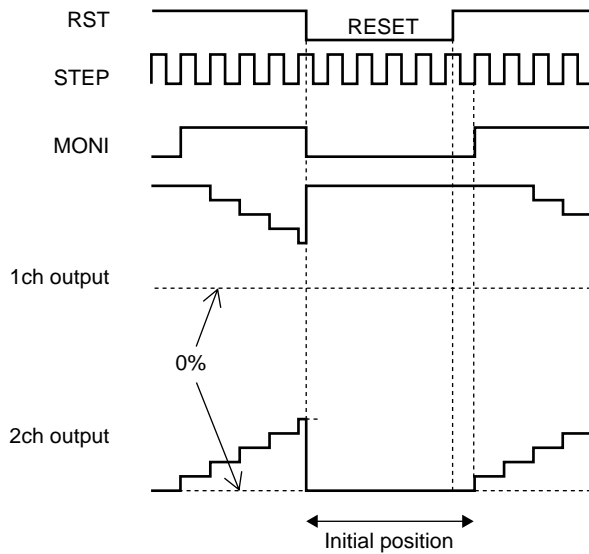 RST
RESET
STEP
MONI
1ch output
0%
2ch output
Initial position